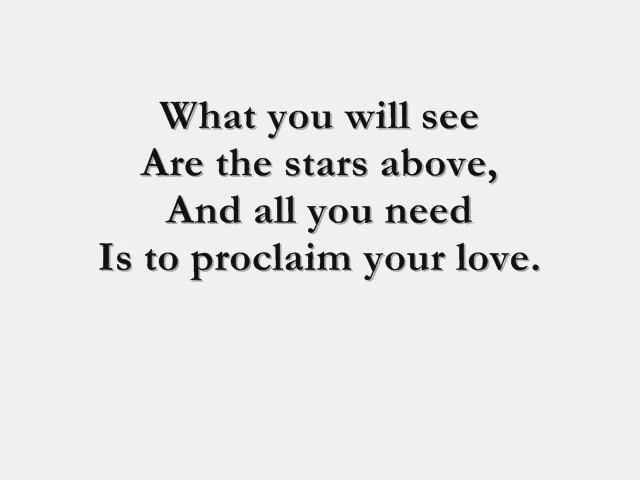 What you will see
Are the stars above,
And all you need
Is to proclaim your love.